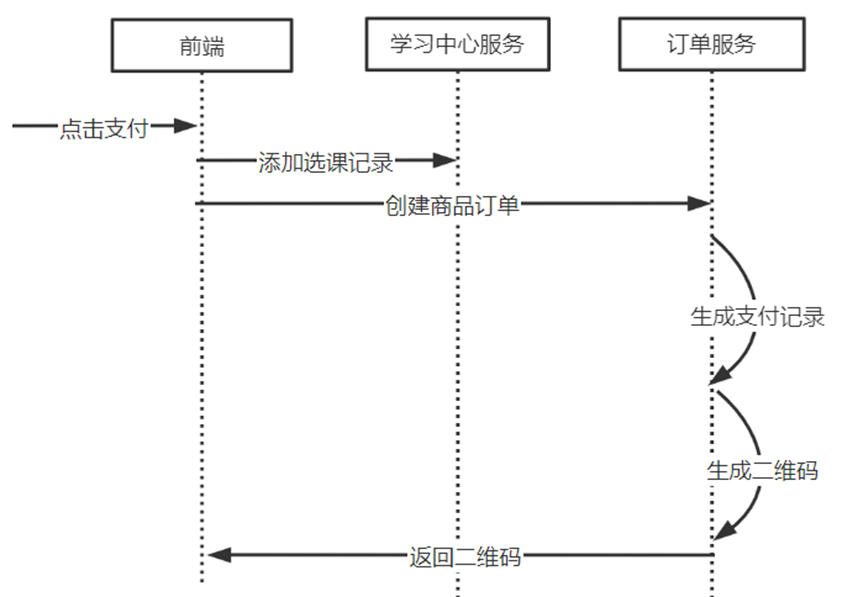 前端
学习中心服务
订单服务
点击支付
添加选课记录
创建商品订单
生成支付记录
生成二维码
返回二维码